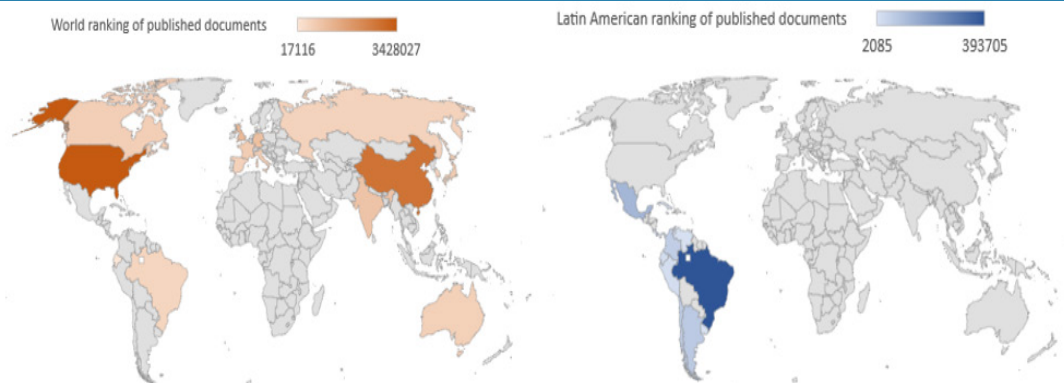 World ranking of published documents
17116 3428027
Latin American ranking of published documents
2085 393705